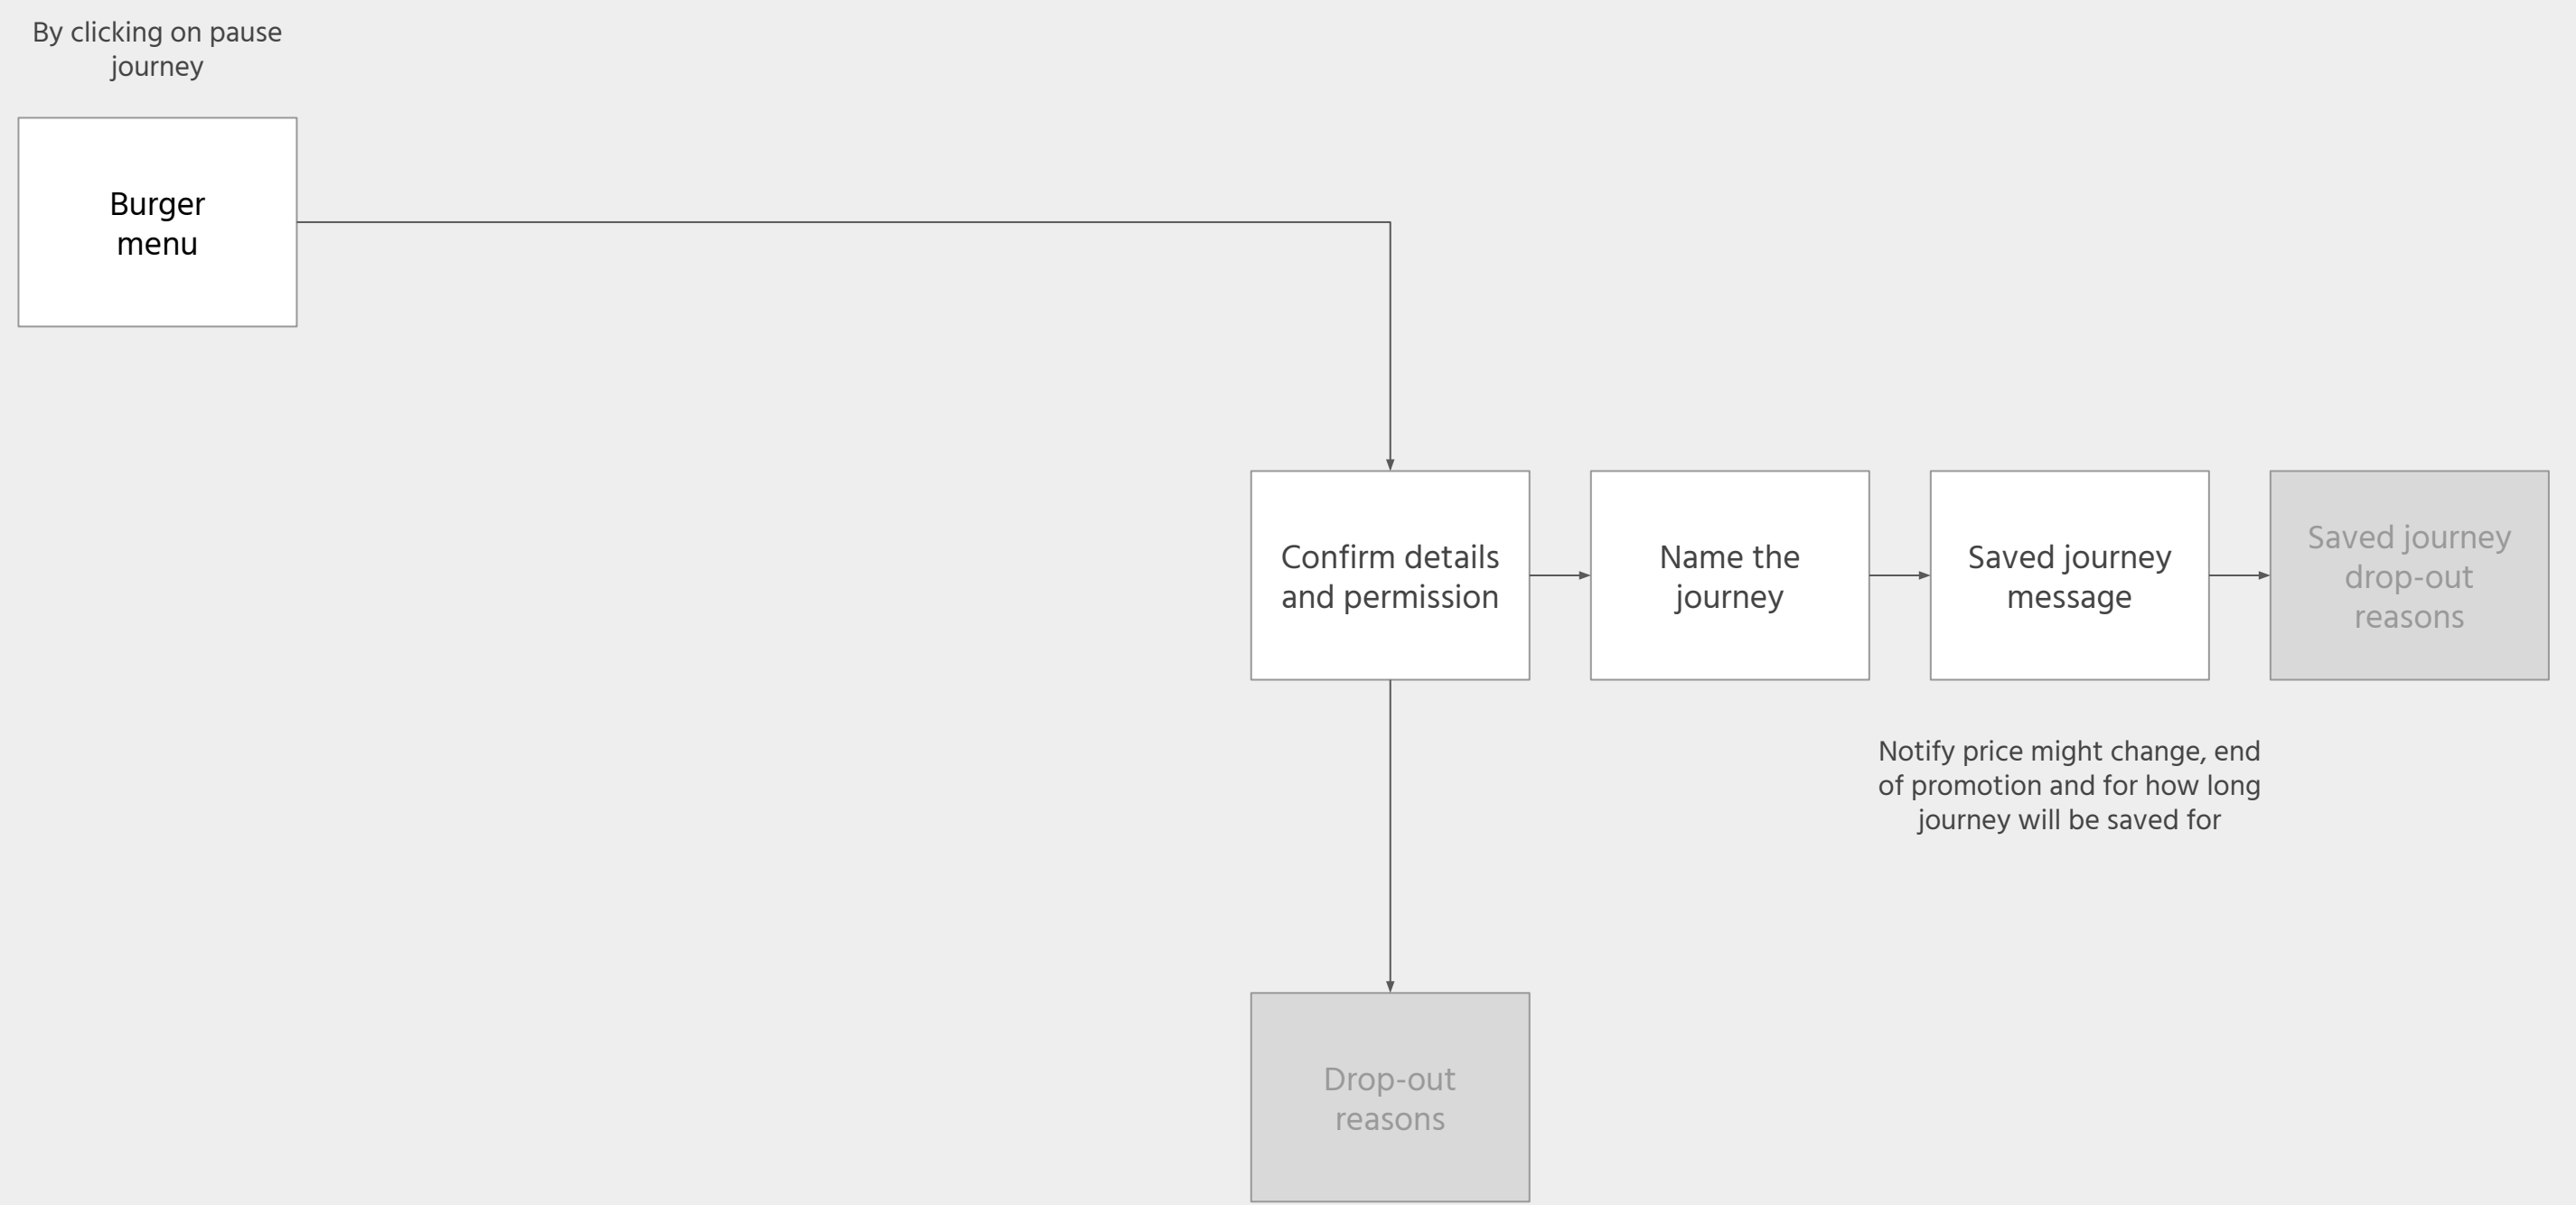 By clicking on pause
journey
Burger
menu
Confirm details
and permission
Name the
journey
Saved journey
message
Saved journey
drop-out
reasons
Notify price might change, end
of promotion and for how long
journey will be saved for
Drop-out
reasons